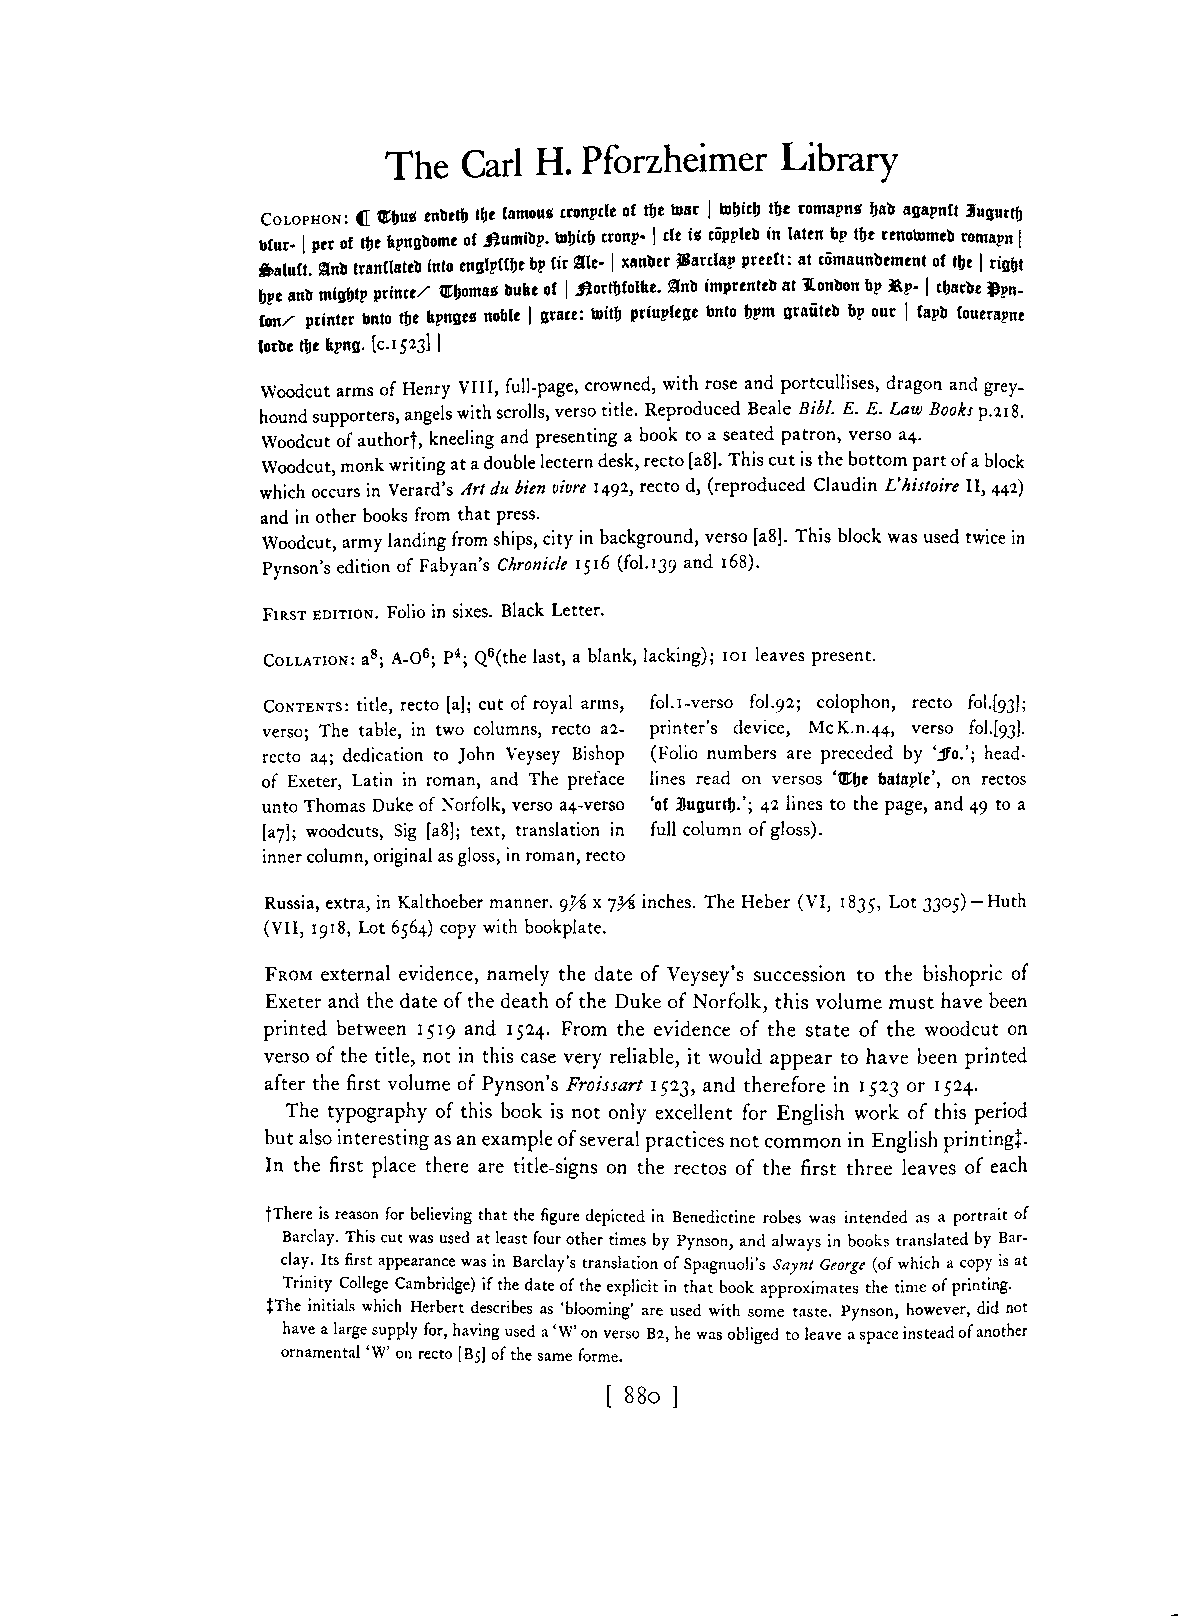 The Carl H. Pforzheimer Library
COLOPHON: ¶ Thus endeth the famous cronycle of the war | which the romayns had agaynſt Iugurth
vſur- | per of the kyngdome of Numidy. which crony- | cle is cōpyled in laten by the renowmed romayn |
Saluſt. And tranſlated into englyſſhe by ſir Ale- | xander Barclay preeſt: at cōmaundement of the | right
hye and mighty prince/ Thomas duke of | Northfolke. And imprented at London by Ry- | charde Pyn-
ſon/ printer vnto the kynges noble | grace: with priuylege vnto hym graūted by our | ſayd ſouerayne
lorde the kyng. [c.1523] |
Woodcut arms of Henry VIII, full-page, crowned, with rose and portcullises, dragon and grey-
hound supporters, angels with scrolls, verso title. Reproduced Beale Bibl. E. E. Law Books p.218.
Woodcut of author†, kneeling and presenting a book to a seated patron, verso a4.
Woodcut, monk writing at a double lectern desk, recto [a8]. This cut is the bottom part of a block
which occurs in Verard's Art du bien vivre 1492, recto d, (reproduced Claudin L'histoire II, 442)
and in other books from that press.
Woodcut, army landing from ships, city in background, verso [a8]. This block was used twice in
Pynson's edition of Fabyan's Chronicle 1516 (fol.139 and 168).
FIRST EDITION. Folio in sixes. Black Letter.
COLLATION: a⁸; A-O⁶; P⁴; Q⁶(the last, a blank, lacking); 101 leaves present.
CONTENTS: title, recto [a]; cut of royal arms,
verso; The table, in two columns, recto a2-
recto a4; dedication to John Veysey Bishop
of Exeter, Latin in roman, and The preface
unto Thomas Duke of Norfolk, verso a4-verso
[a7]; woodcuts, Sig [a8]; text, translation in
inner column, original as gloss, in roman, recto
fol.1-verso fol.92; colophon, recto fol.[93];
printer's device, McK.n.44, verso fol.[93].
(Folio numbers are preceded by 'Fo.'; head-
lines read on versos 'The batayle', on rectos
'of Iugurth.'; 42 lines to the page, and 49 to a
full column of gloss).
Russia, extra, in Kalthoeber manner. 9⅞ x 7⅜ inches. The Heber (VI, 1835, Lot 3305)—Huth
(VII, 1918, Lot 6564) copy with bookplate.
FROM external evidence, namely the date of Veysey's succession to the bishopric of
Exeter and the date of the death of the Duke of Norfolk, this volume must have been
printed between 1519 and 1524. From the evidence of the state of the woodcut on
verso of the title, not in this case very reliable, it would appear to have been printed
after the first volume of Pynson's Froissart 1523, and therefore in 1523 or 1524.
The typography of this book is not only excellent for English work of this period
but also interesting as an example of several practices not common in English printing‡.
In the first place there are title-signs on the rectos of the first three leaves of each
†There is reason for believing that the figure depicted in Benedictine robes was intended as a portrait of
Barclay. This cut was used at least four other times by Pynson, and always in books translated by Bar-
clay. Its first appearance was in Barclay's translation of Spagnuoli's Saynt George (of which a copy is at
Trinity College Cambridge) if the date of the explicit in that book approximates the time of printing.
‡The initials which Herbert describes as 'blooming' are used with some taste. Pynson, however, did not
have a large supply for, having used a 'W' on verso B2, he was obliged to leave a space instead of another
ornamental 'W' on recto [B5] of the same forme.
[ 880 ]